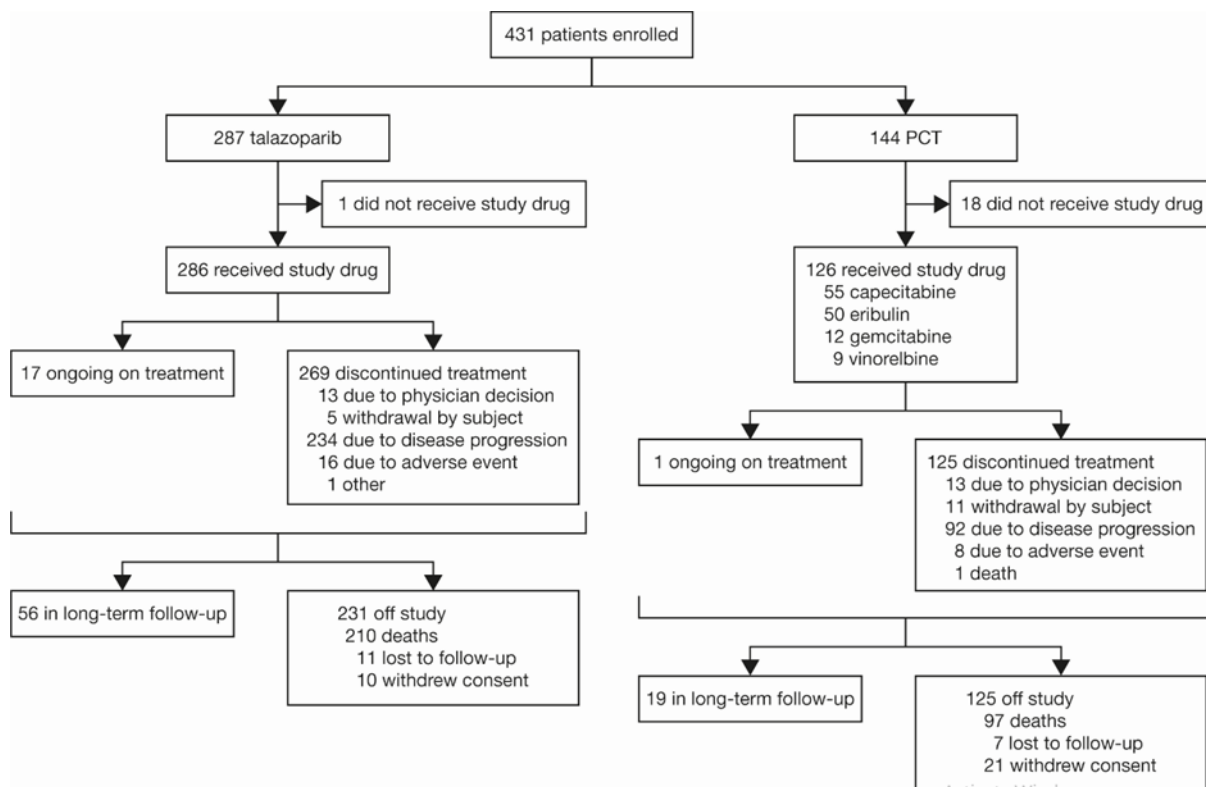 431 patients enrolled
287 talazoparib
144 PCT
1 did not receive study drug
18 did not receive study drug
286 received study drug
126 received study drug
55 capecitabine
50 eribulin
12 gemcitabine
9 vinorelbine
17 ongoing on treatment
269 discontinued treatment
13 due to physician decision
5 withdrawal by subject
234 due to disease progression
16 due to adverse event
1 other
1 ongoing on treatment
125 discontinued treatment
13 due to physician decision
11 withdrawal by subject
92 due to disease progression
8 due to adverse event
1 death
56 in long-term follow-up
231 off study
210 deaths
11 lost to follow-up
10 withdrew consent
19 in long-term follow-up
125 off study
97 deaths
7 lost to follow-up
21 withdrew consent